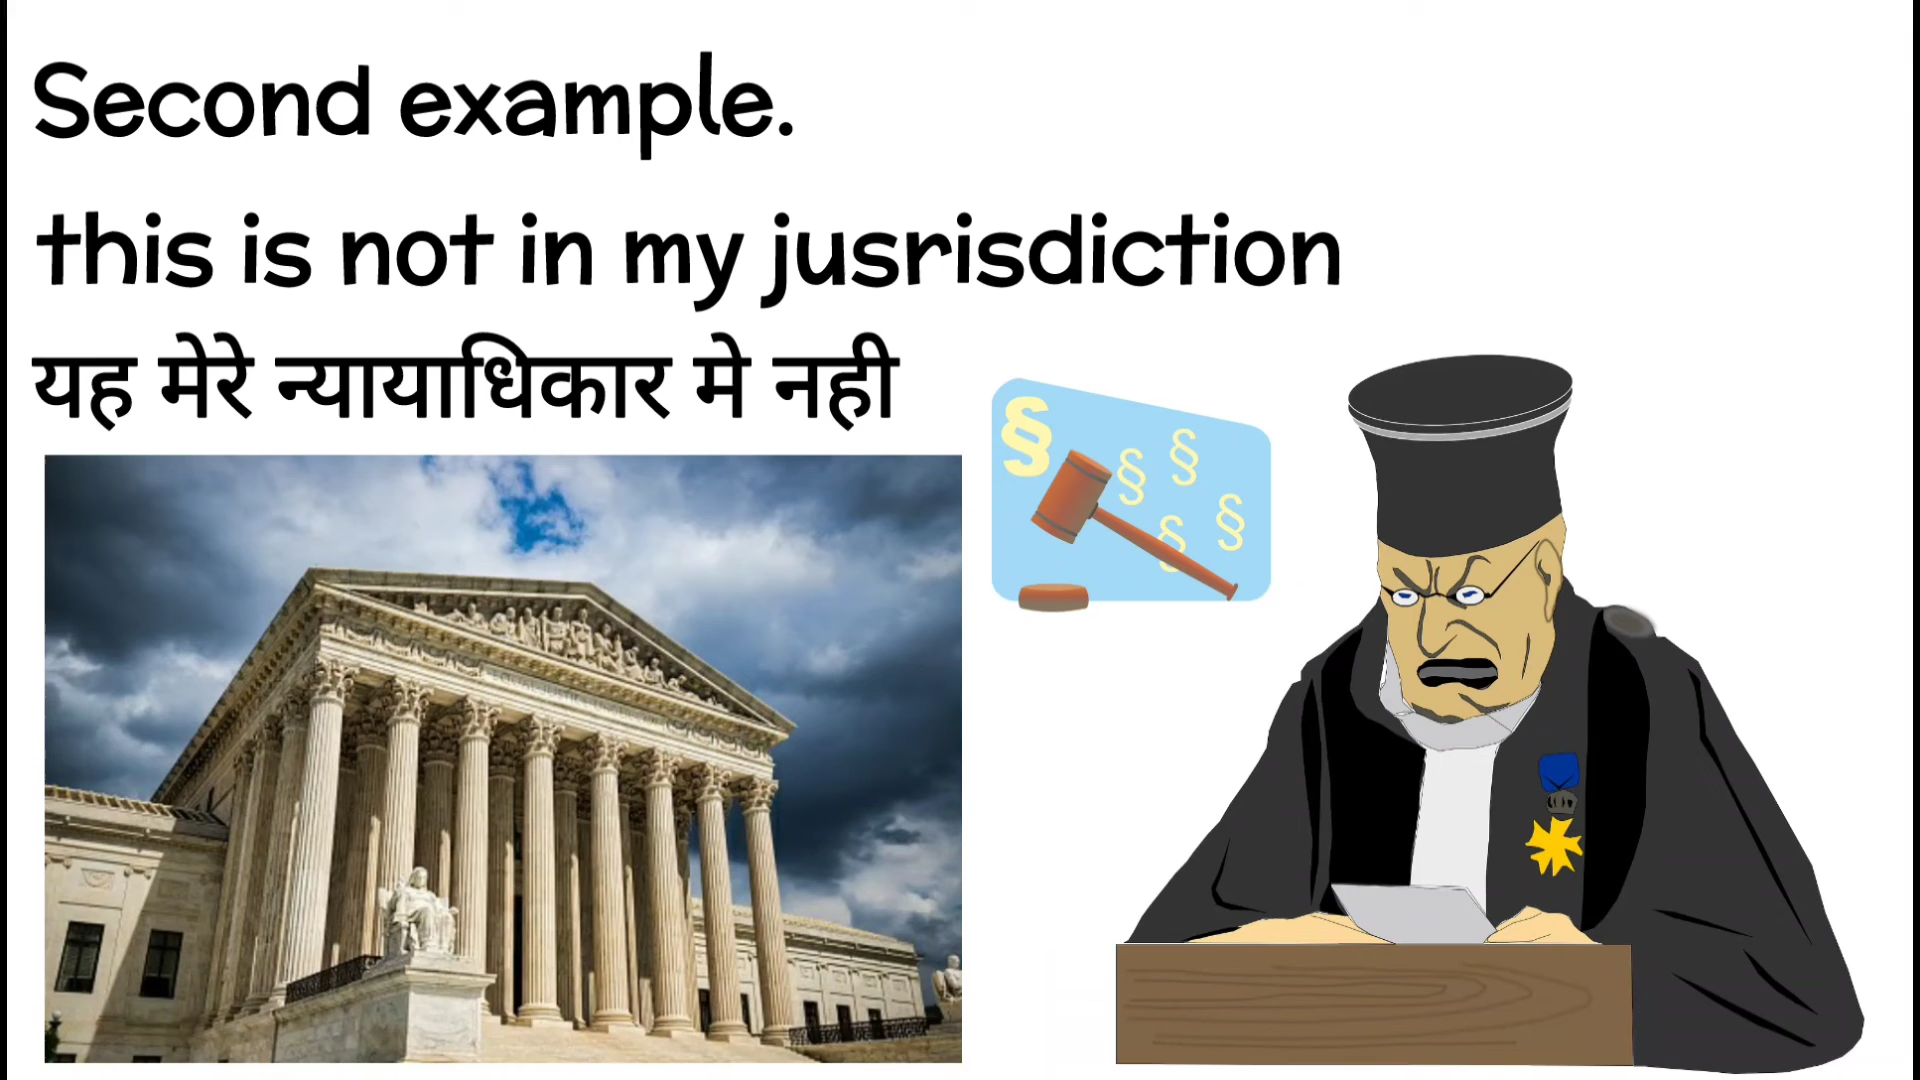 Second example.
this is not in my jusrisdiction
यह मेरे न्यायाधिकार मे नही